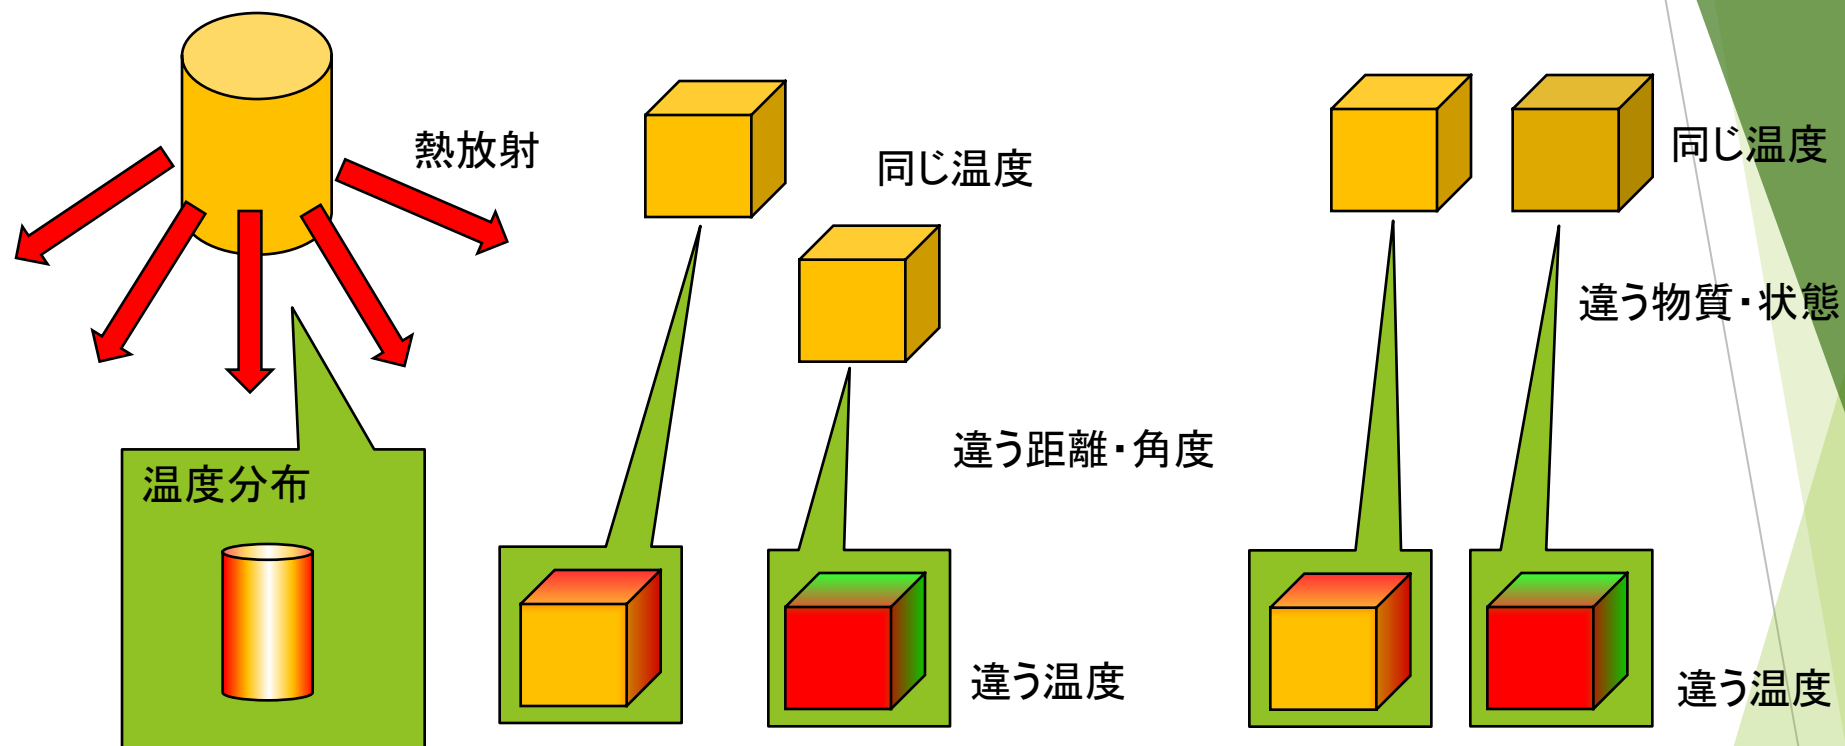 熱放射
温度分布
同じ温度
違う距離・角度
違う温度
同じ温度
違う物質・状態
違う温度